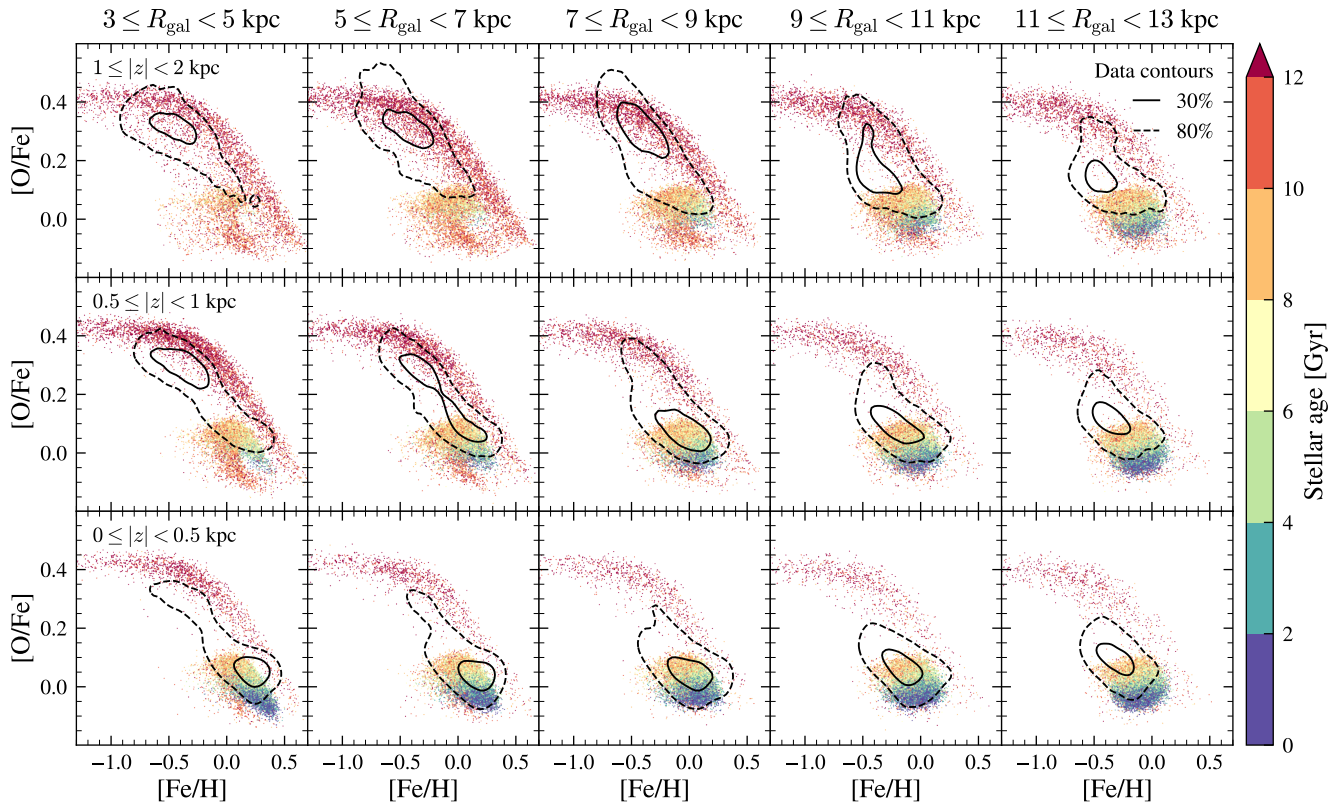 3 ≤ R_gal < 5 kpc
5 ≤ R_gal < 7 kpc
7 ≤ R_gal < 9 kpc
9 ≤ R_gal < 11 kpc
11 ≤ R_gal < 13 kpc
1 ≤ |z| < 2 kpc
Data contours
30%
80%
[O/Fe]
0.4
0.2
0.0
0.5 ≤ |z| < 1 kpc
[O/Fe]
0.4
0.2
0.0
0 ≤ |z| < 0.5 kpc
[O/Fe]
0.4
0.2
0.0
−1.0 −0.5 0.0 0.5
−1.0 −0.5 0.0 0.5
−1.0 −0.5 0.0 0.5
−1.0 −0.5 0.0 0.5
−1.0 −0.5 0.0 0.5
[Fe/H]
[Fe/H]
[Fe/H]
[Fe/H]
[Fe/H]
12
10
8
6
4
2
0
Stellar age [Gyr]